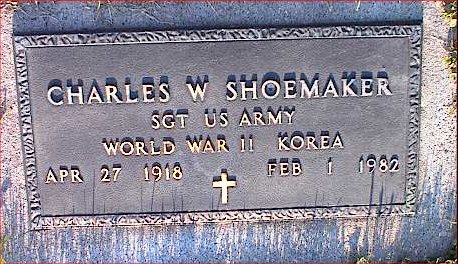 CHARLES W SHOEMAKER
SGT US ARMY
WORLD WAR II KOREA
APR 27 1918 FEB 1 1982